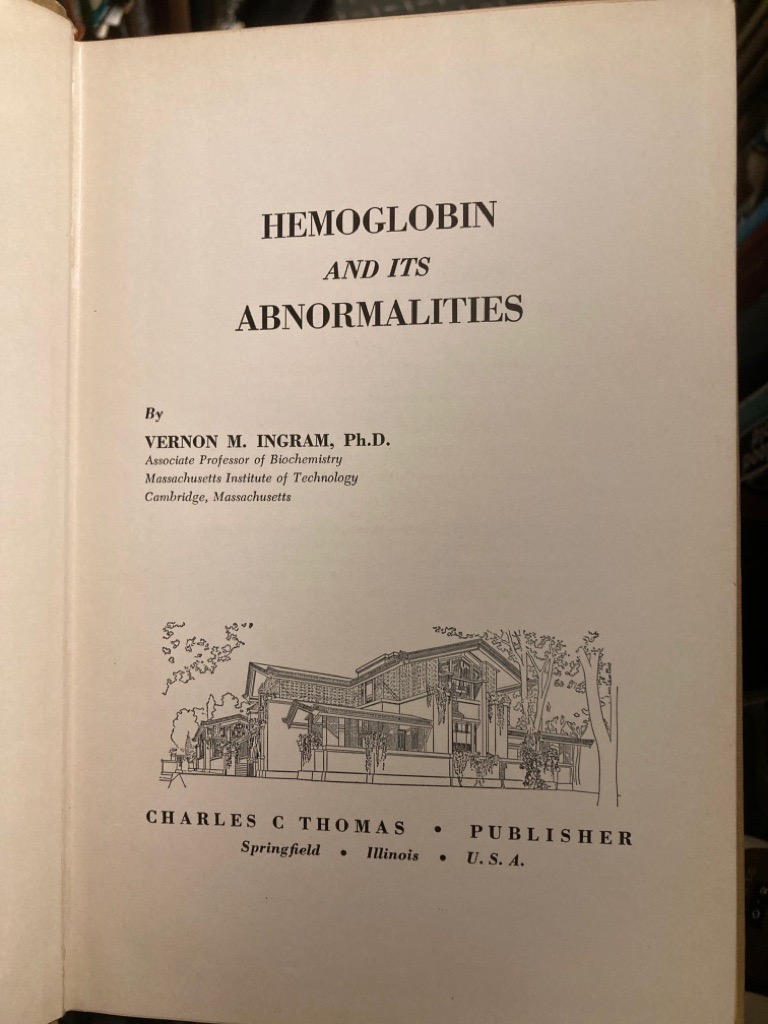 HEMOGLOBIN
AND ITS
ABNORMALITIES
By
VERNON M. INGRAM, Ph.D.
Associate Professor of Biochemistry
Massachusetts Institute of Technology
Cambridge, Massachusetts
CHARLES C THOMAS • PUBLISHER
Springfield • Illinois • U.S.A.